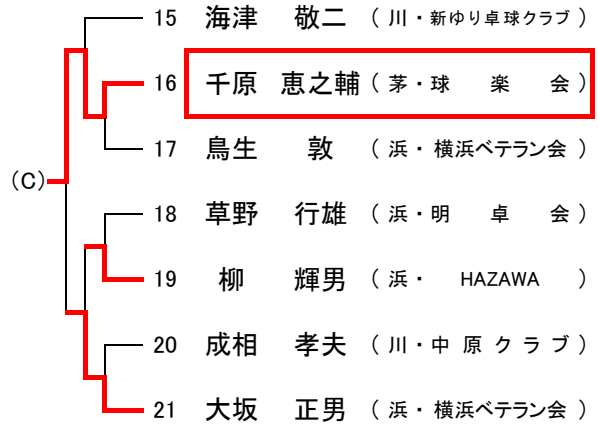 15 海津 敬二 ( 川・新ゆり卓球クラブ )
16 千原 恵之輔 ( 茅・球 楽 会 )
17 鳥生 敦 ( 浜・横浜ベテラン会 )
(C)
18 草野 行雄 ( 浜・明 卓 会 )
19 柳 輝男 ( 浜・ HAZAWA )
20 成相 孝夫 ( 川・中 原 ク ラ ブ )
21 大坂 正男 ( 浜・横浜ベテラン会 )